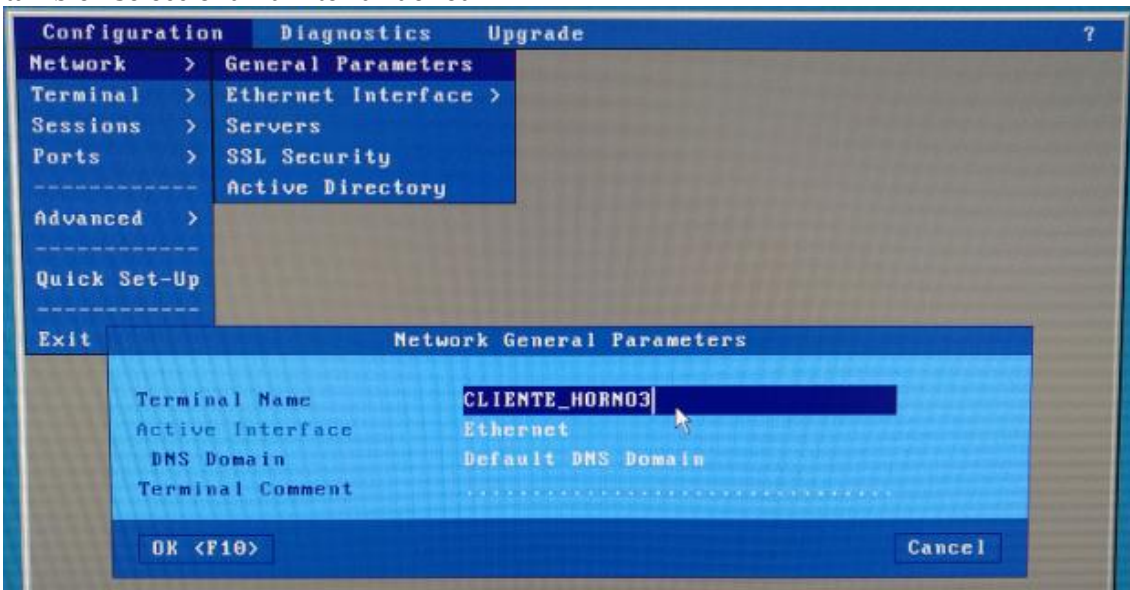 Configuration Diagnostics Upgrade ?
Network > General Parameters
Terminal > Ethernet Interface >
Sessions > Servers
Ports > SSL Security
------------ Active Directory
Advanced >
------------
Quick Set-Up
------------
Exit
Network General Parameters
Terminal Name CLIENTE_HORNO3
Active Interface Ethernet
DNS Domain Default DNS Domain
Terminal Comment ................................
OK <F10> Cancel